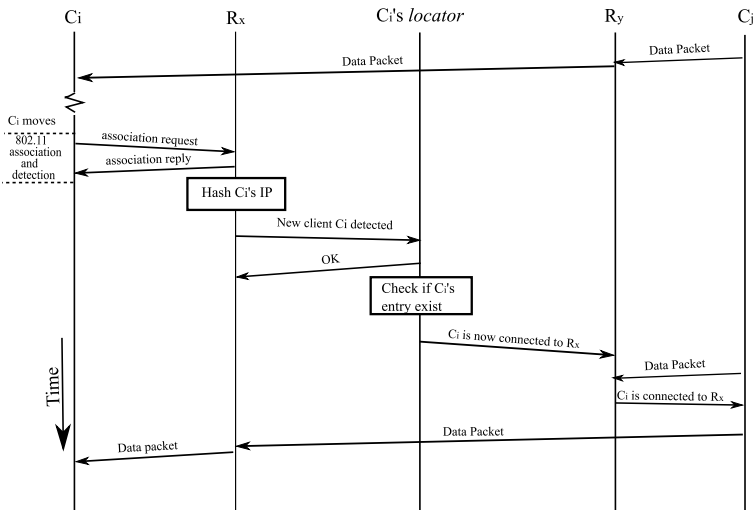 Ci
Rx
Ci's locator
Ry
Cj
Data Packet
Data Packet
Ci moves
802.11
association
and
detection
association request
association reply
Hash Ci's IP
New client Ci detected
OK
Check if Ci's
entry exist
Ci is now connected to Rx
Time
Data Packet
Ci is connected to Rx
Data Packet
Data packet